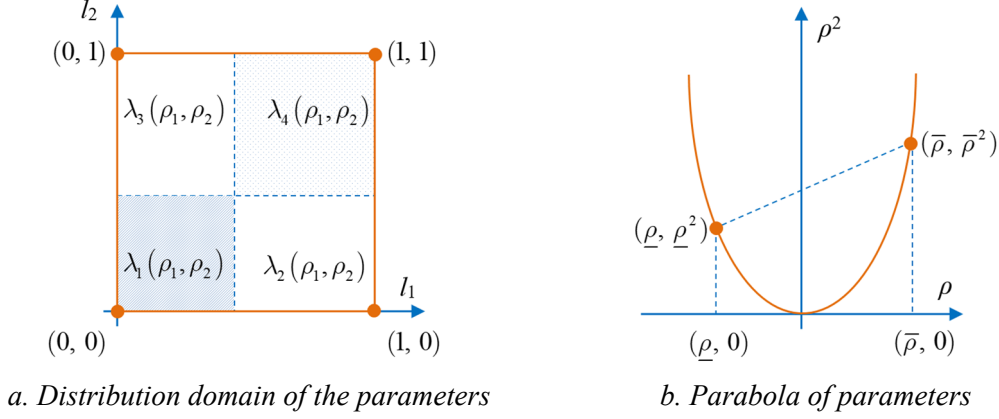 l₂
(0, 1)
(1, 1)
λ₃(ρ₁, ρ₂)
λ₄(ρ₁, ρ₂)
λ₁(ρ₁, ρ₂)
λ₂(ρ₁, ρ₂)
l₁
(0, 0)
(1, 0)
a. Distribution domain of the parameters
ρ²
(ρ̅, ρ̅²)
(ρ̲, ρ̲²)
ρ
(ρ̲, 0)
(ρ̅, 0)
b. Parabola of parameters